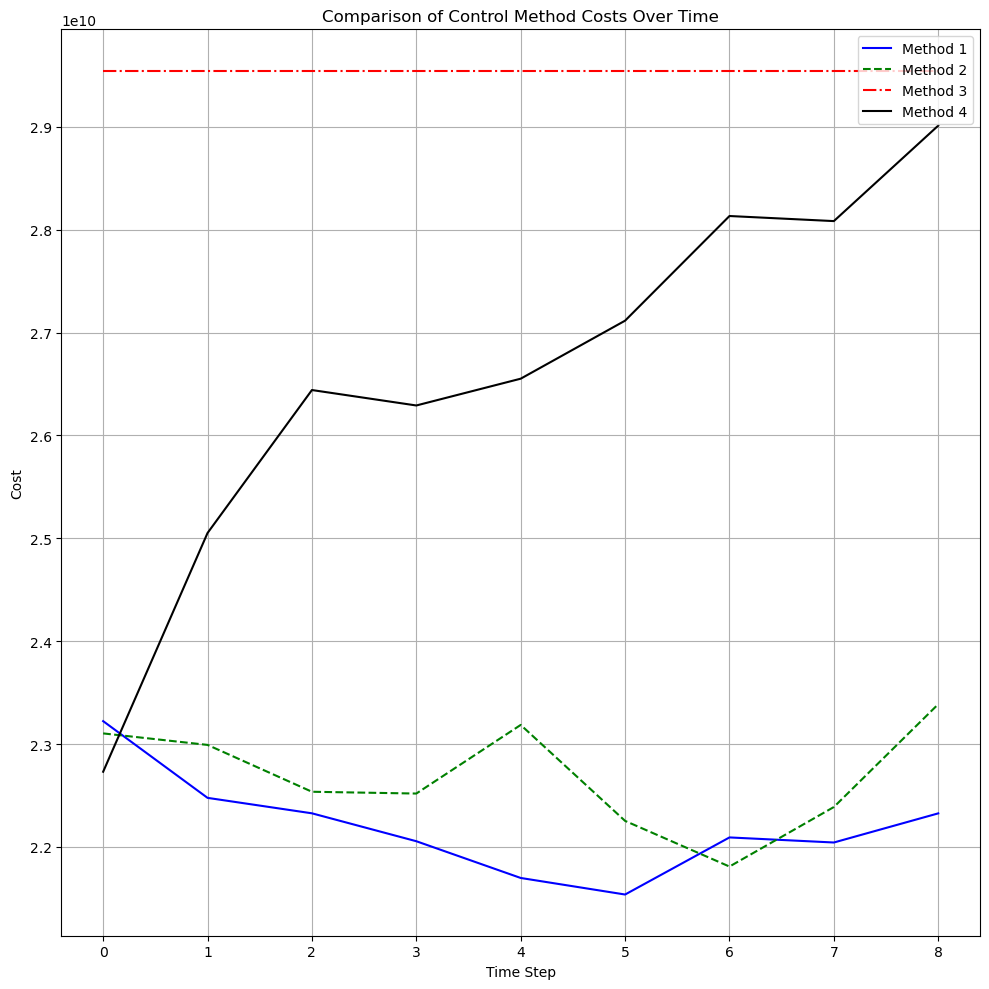 Comparison of Control Method Costs Over Time
1e10
Method 1
Method 2
Method 3
Method 4
2.9
2.8
2.7
2.6
2.5
2.4
2.3
2.2
Cost
0 1 2 3 4 5 6 7 8
Time Step